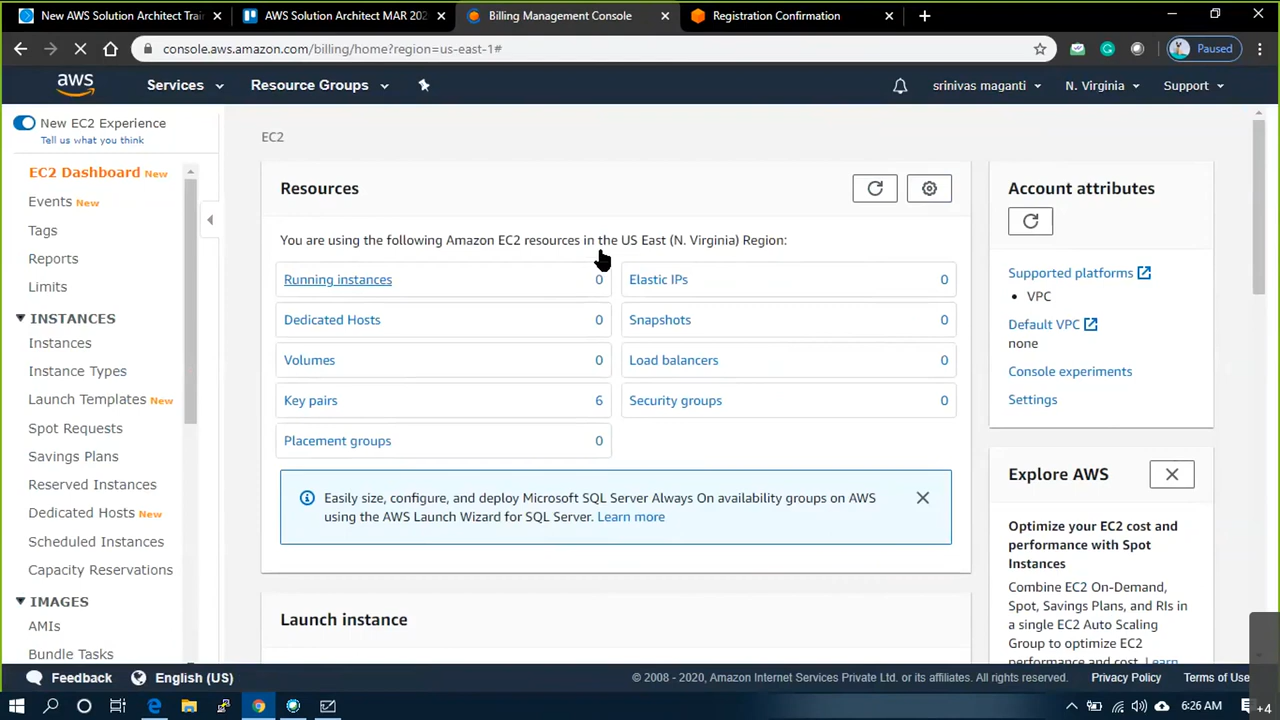 New AWS Solution Architect Trai
AWS Solution Architect MAR 202
Billing Management Console
Registration Confirmation
console.aws.amazon.com/billing/home?region=us-east-1#
Paused
aws
Services
Resource Groups
srinivas maganti
N. Virginia
Support
New EC2 Experience
Tell us what you think
EC2 Dashboard New
Events New
Tags
Reports
Limits
INSTANCES
Instances
Instance Types
Launch Templates New
Spot Requests
Savings Plans
Reserved Instances
Dedicated Hosts New
Scheduled Instances
Capacity Reservations
IMAGES
AMIs
Bundle Tasks
EC2
Resources
You are using the following Amazon EC2 resources in the US East (N. Virginia) Region:
Running instances 0
Elastic IPs 0
Dedicated Hosts 0
Snapshots 0
Volumes 0
Load balancers 0
Key pairs 6
Security groups 0
Placement groups 0
Easily size, configure, and deploy Microsoft SQL Server Always On availability groups on AWS
using the AWS Launch Wizard for SQL Server. Learn more
Launch instance
Account attributes
Supported platforms
• VPC
Default VPC
none
Console experiments
Settings
Explore AWS
Optimize your EC2 cost and
performance with Spot
Instances
Combine EC2 On-Demand,
Spot, Savings Plans, and RIs in
a single EC2 Auto Scaling
Group to optimize EC2
performance and cost. Learn
Feedback
English (US)
© 2008 - 2020, Amazon Internet Services Private Ltd. or its affiliates. All rights reserved.
Privacy Policy
Terms of Use
6:26 AM
+4